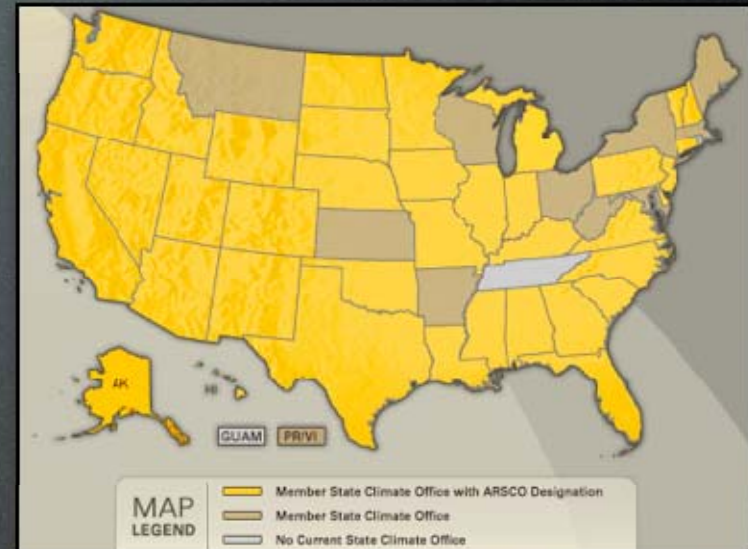 AK
HI
GUAM PR/VI
MAP LEGEND
Member State Climate Office with ARSCO Designation
Member State Climate Office
No Current State Climate Office